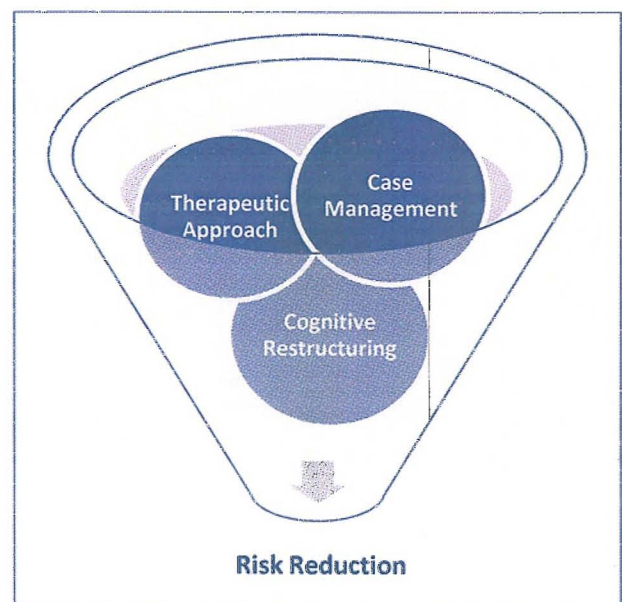 Therapeutic
Approach
Case
Management
Cognitive
Restructuring
Risk Reduction